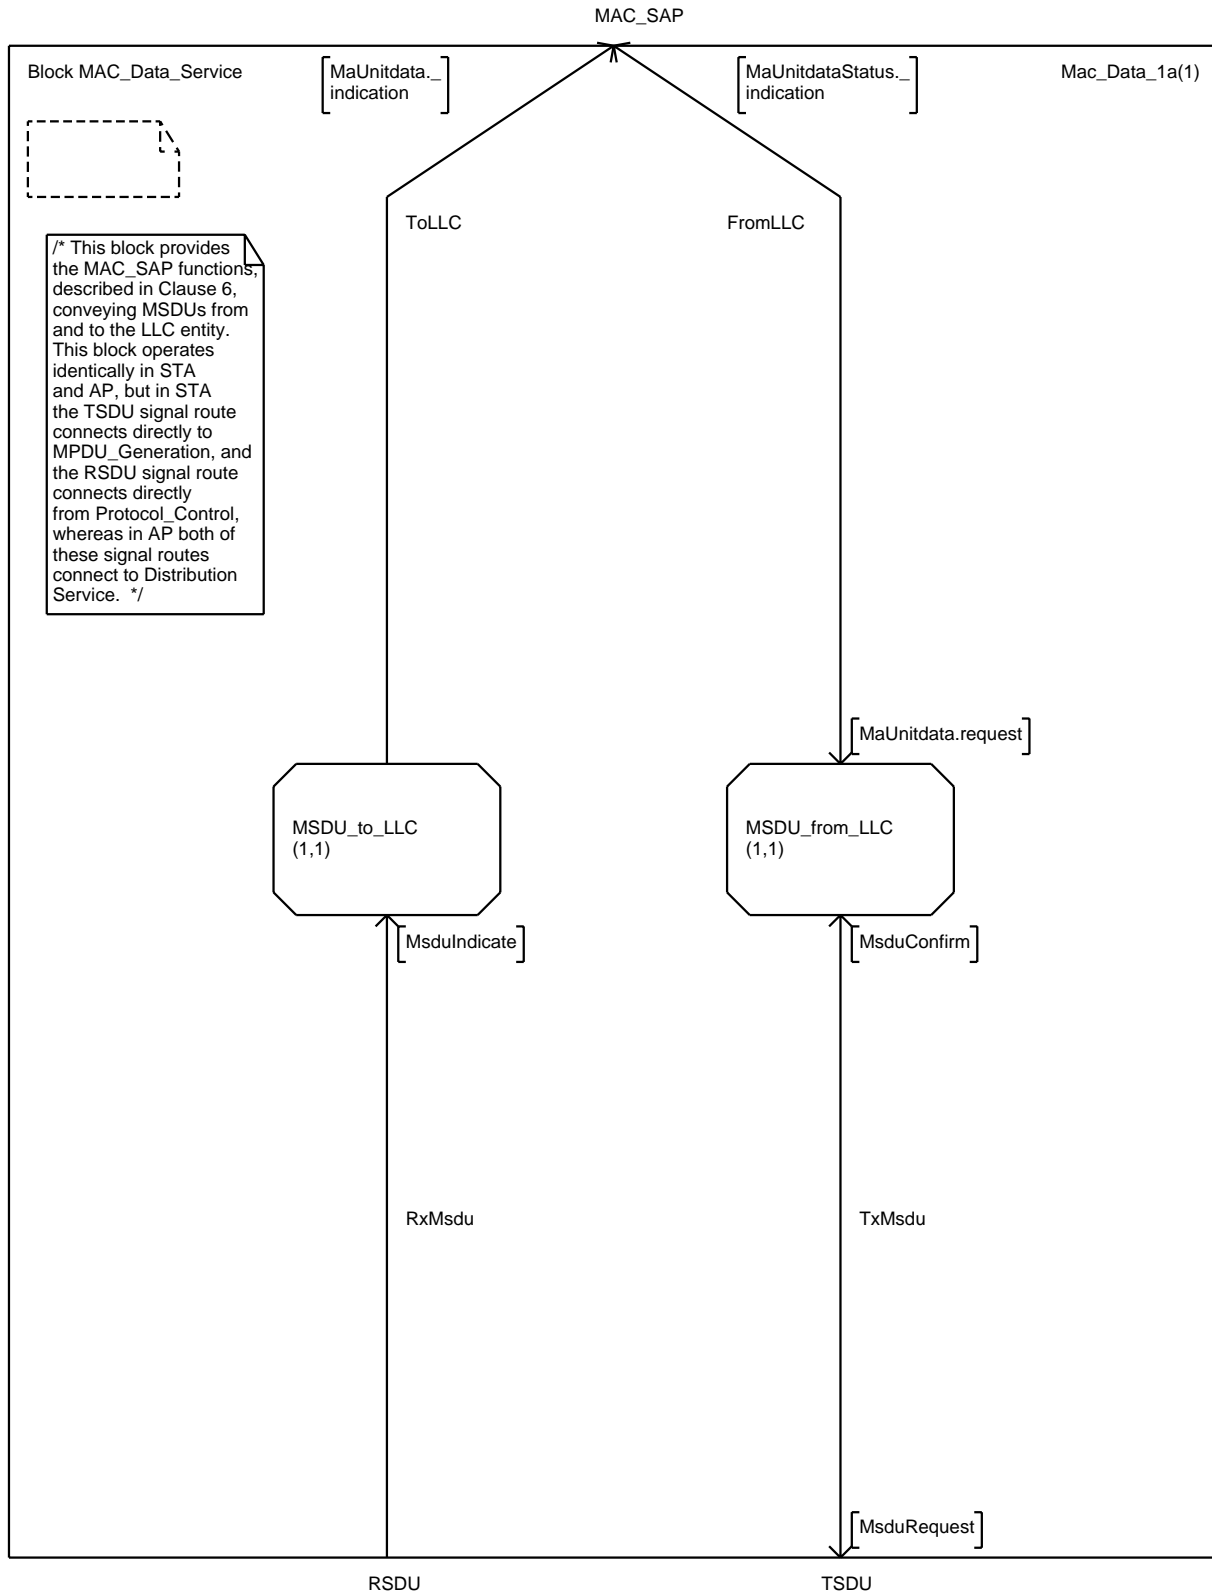 MAC_SAP
Block MAC_Data_Service
MaUnitdata._
indication
MaUnitdataStatus._
indication
Mac_Data_1a(1)
ToLLC
FromLLC
/* This block provides
the MAC_SAP functions,
described in Clause 6,
conveying MSDUs from
and to the LLC entity.
This block operates
identically in STA
and AP, but in STA
the TSDU signal route
connects directly to
MPDU_Generation, and
the RSDU signal route
connects directly
from Protocol_Control,
whereas in AP both of
these signal routes
connect to Distribution
Service. */
MaUnitdata.request
MSDU_to_LLC
(1,1)
MSDU_from_LLC
(1,1)
MsduIndicate
MsduConfirm
RxMsdu
TxMsdu
MsduRequest
RSDU
TSDU